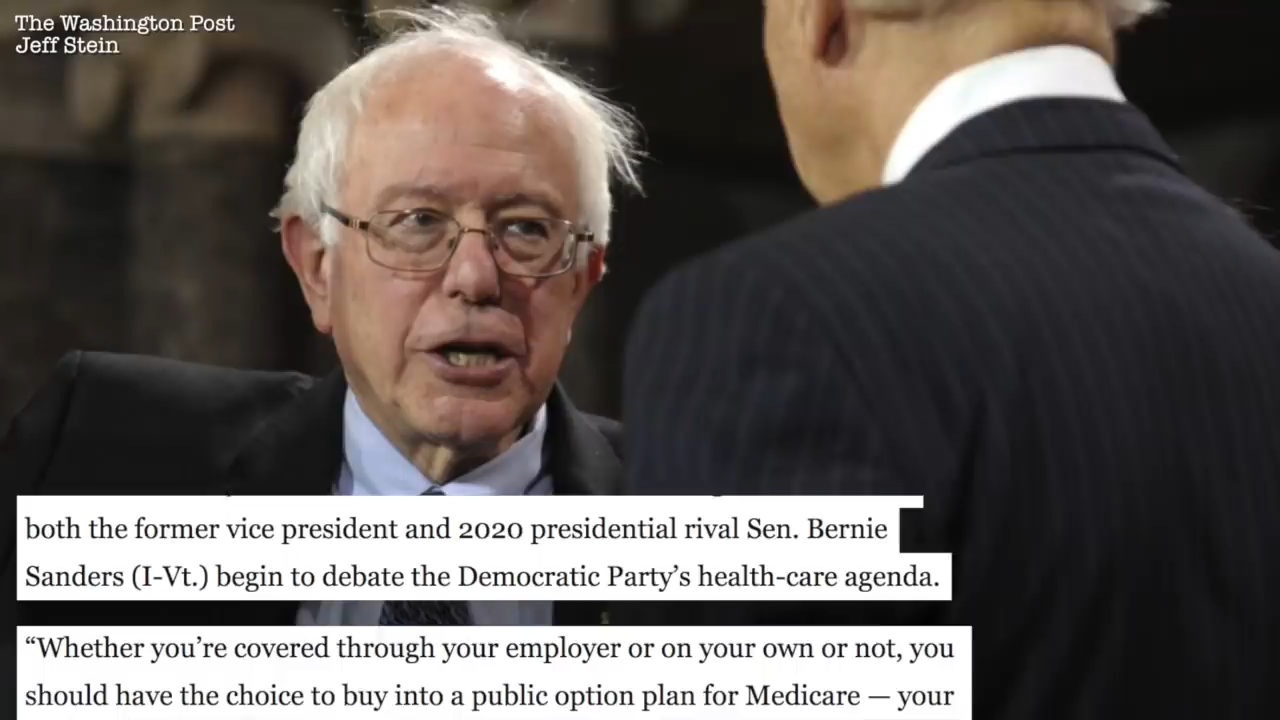 The Washington Post
Jeff Stein
both the former vice president and 2020 presidential rival Sen. Bernie
Sanders (I-Vt.) begin to debate the Democratic Party’s health-care agenda.
“Whether you’re covered through your employer or on your own or not, you
should have the choice to buy into a public option plan for Medicare — your